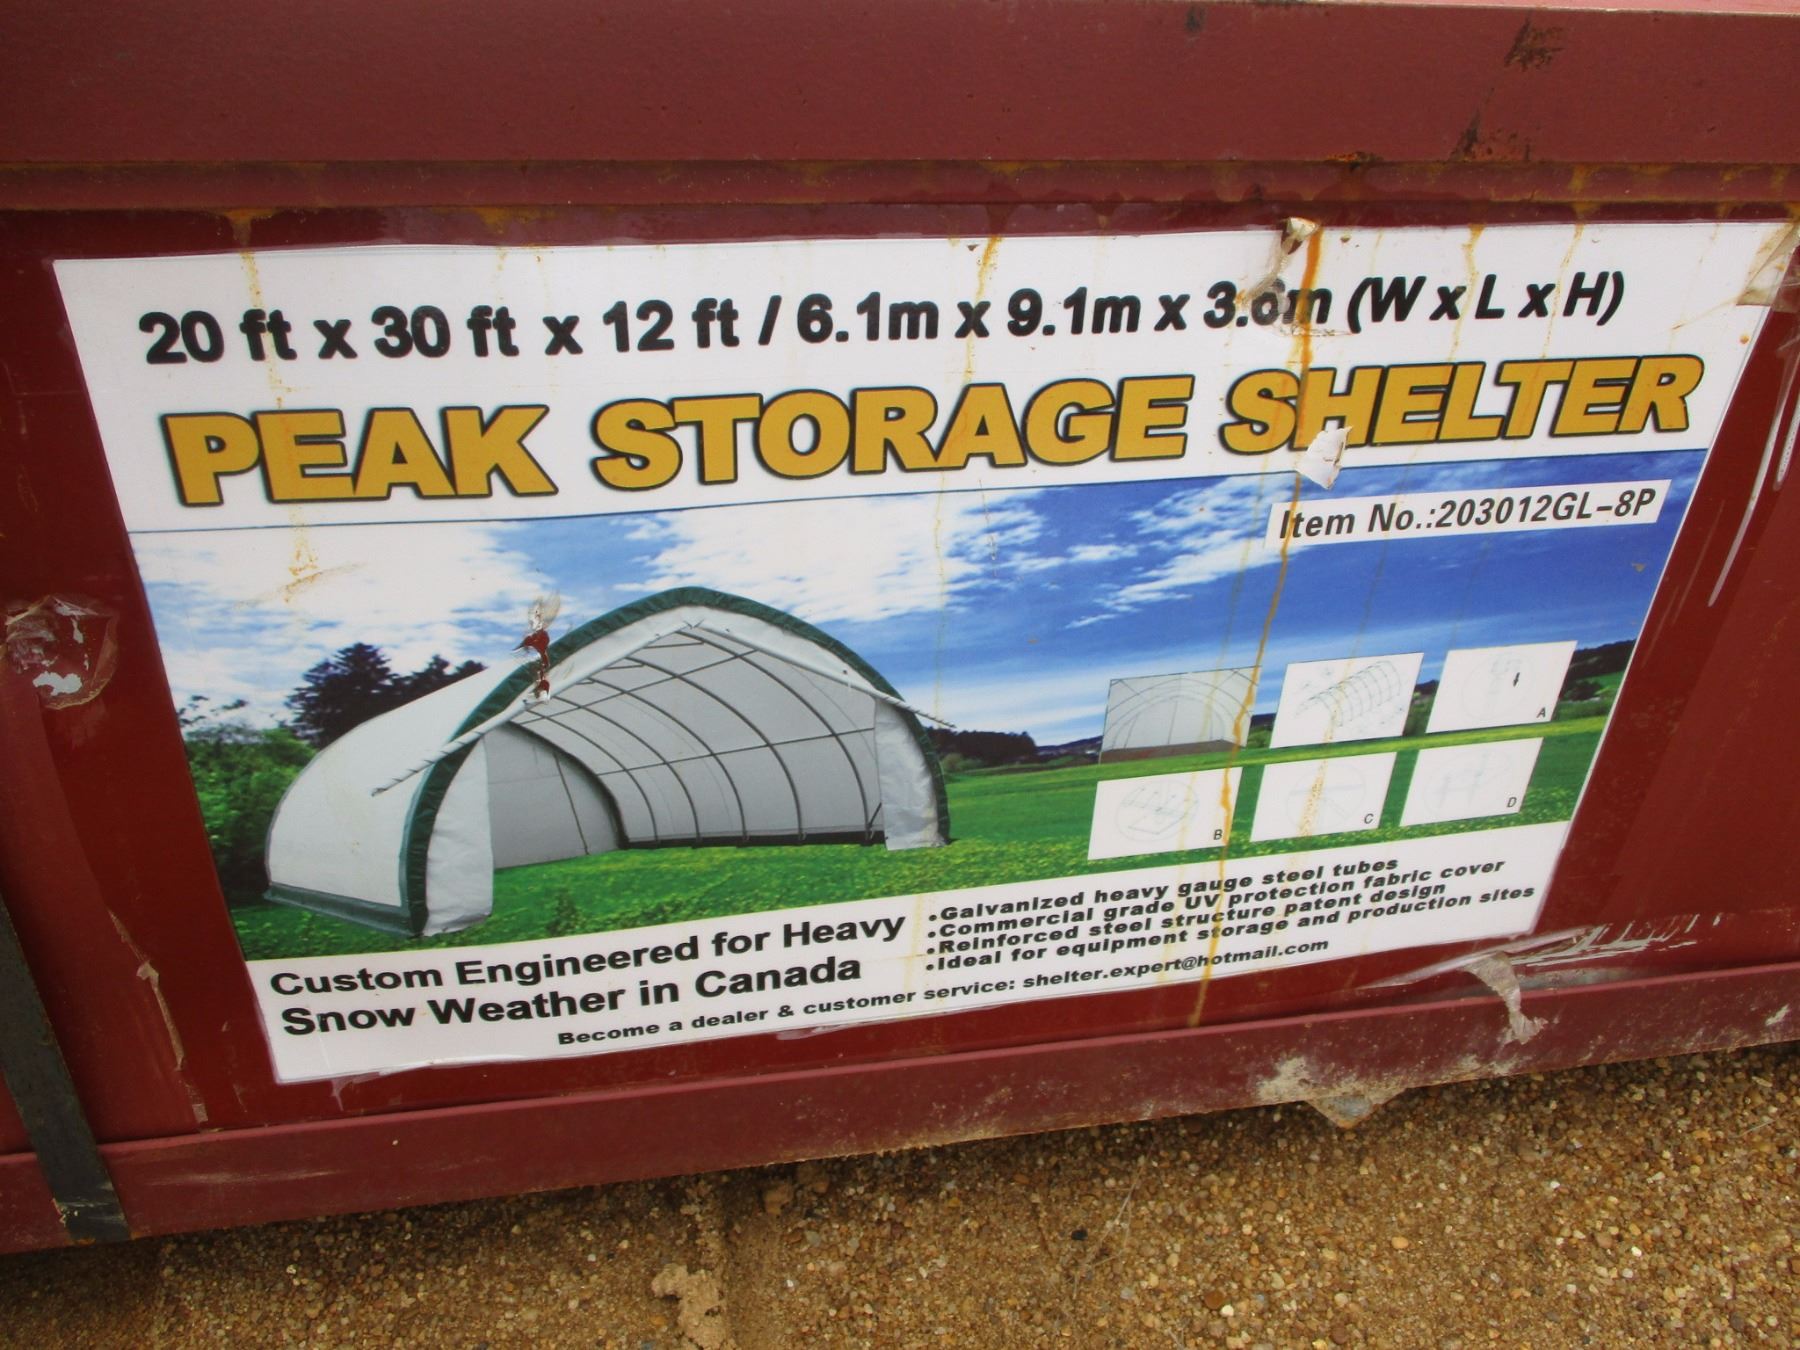 20 ft x 30 ft x 12 ft / 6.1m x 9.1m x 3.6m (W x L x H)
PEAK STORAGE SHELTER
Item No.:203012GL-8P
A
B
C
D
Custom Engineered for Heavy
Snow Weather in Canada
•Galvanized heavy gauge steel tubes
•Commercial grade UV protection fabric cover
•Reinforced steel structure patent design
•Ideal for equipment storage and production sites
Become a dealer & customer service: shelter.expert@hotmail.com